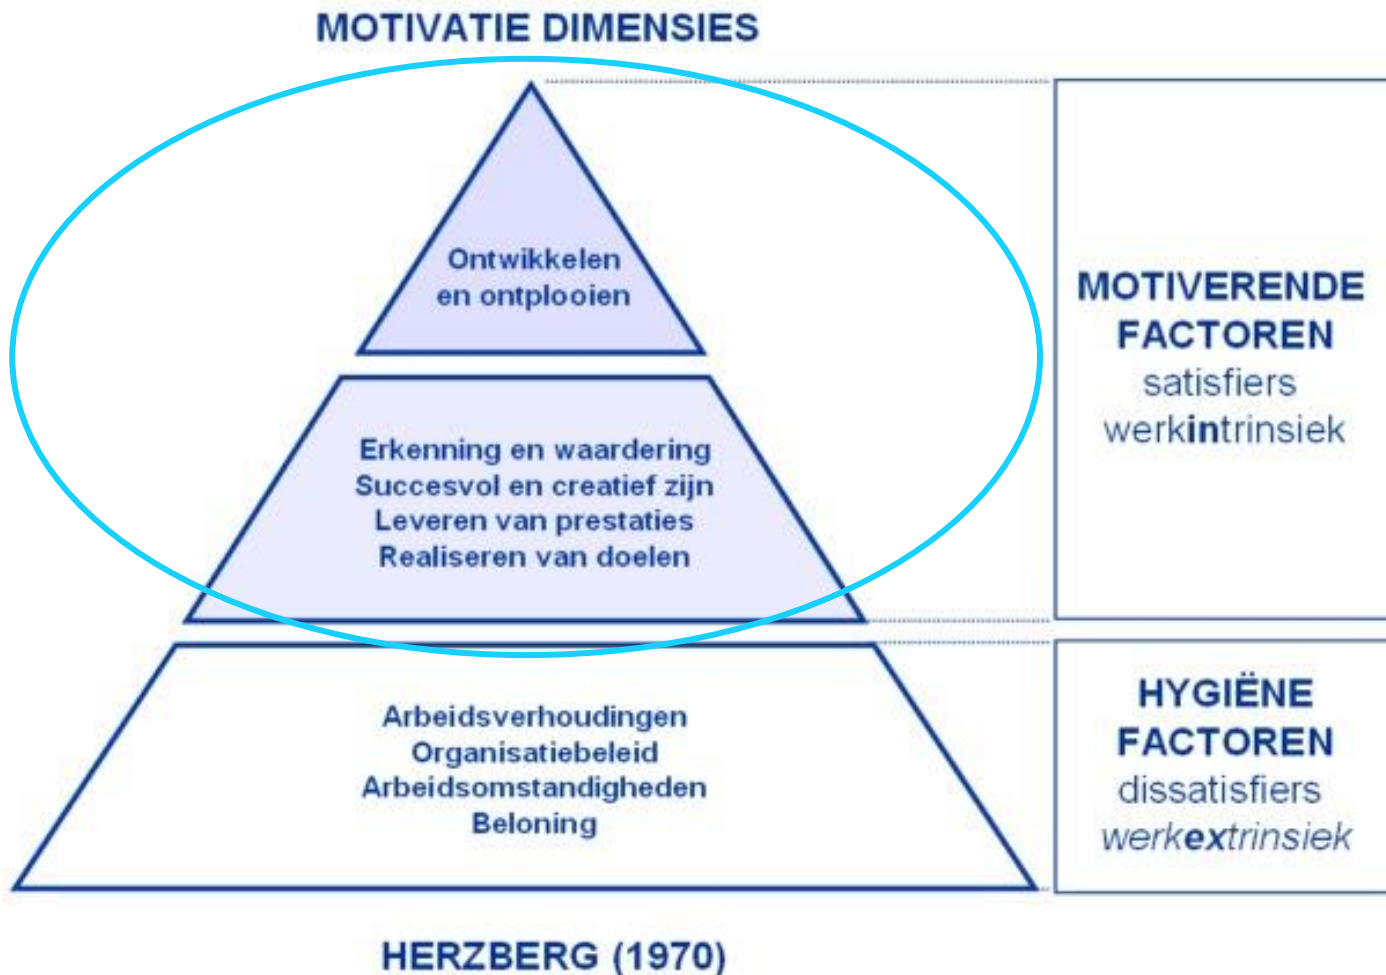 MOTIVATIE DIMENSIES
Ontwikkelen
en ontplooien
Erkenning en waardering
Succesvol en creatief zijn
Leveren van prestaties
Realiseren van doelen
Arbeidsverhoudingen
Organisatiebeleid
Arbeidsomstandigheden
Beloning
MOTIVERENDE
FACTOREN
satisfiers
werkintrinsiek
HYGIËNE
FACTOREN
dissatisfiers
werkextrinsiek
HERZBERG (1970)